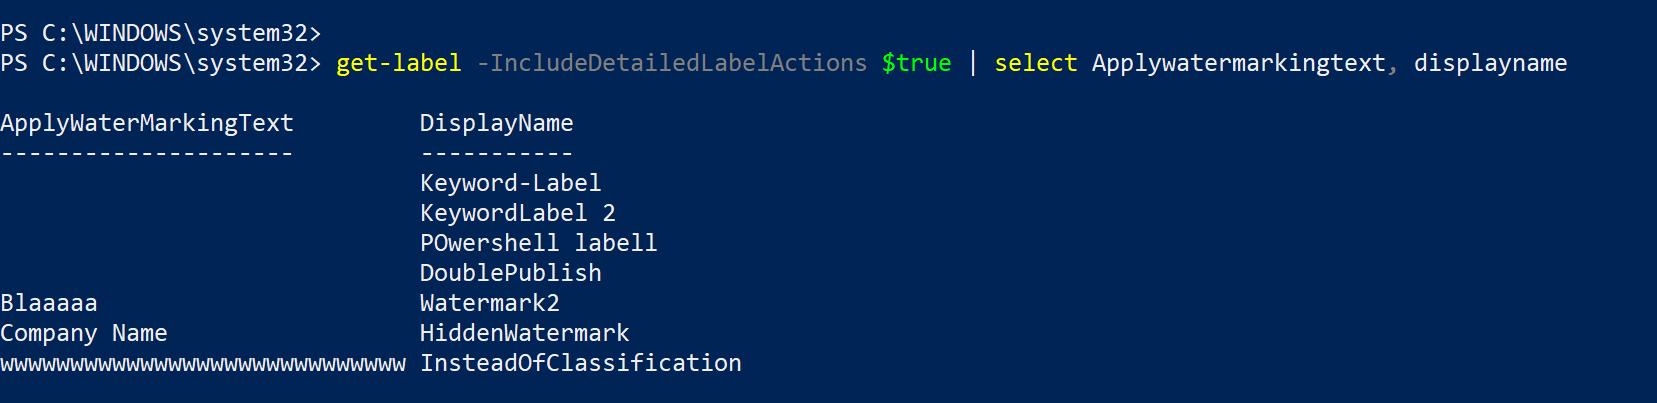 PS C:\WINDOWS\system32>
PS C:\WINDOWS\system32> get-label -IncludeDetailedLabelActions $true | select Applywatermarkingtext, displayname
ApplyWaterMarkingText DisplayName
--------------------- -----------
Keyword-Label
KeywordLabel 2
POwershell labell
DoublePublish
Blaaaaa Watermark2
Company Name HiddenWatermark
wwwwwwwwwwwwwwwwwwwwwwwwwwwww InsteadOfClassification